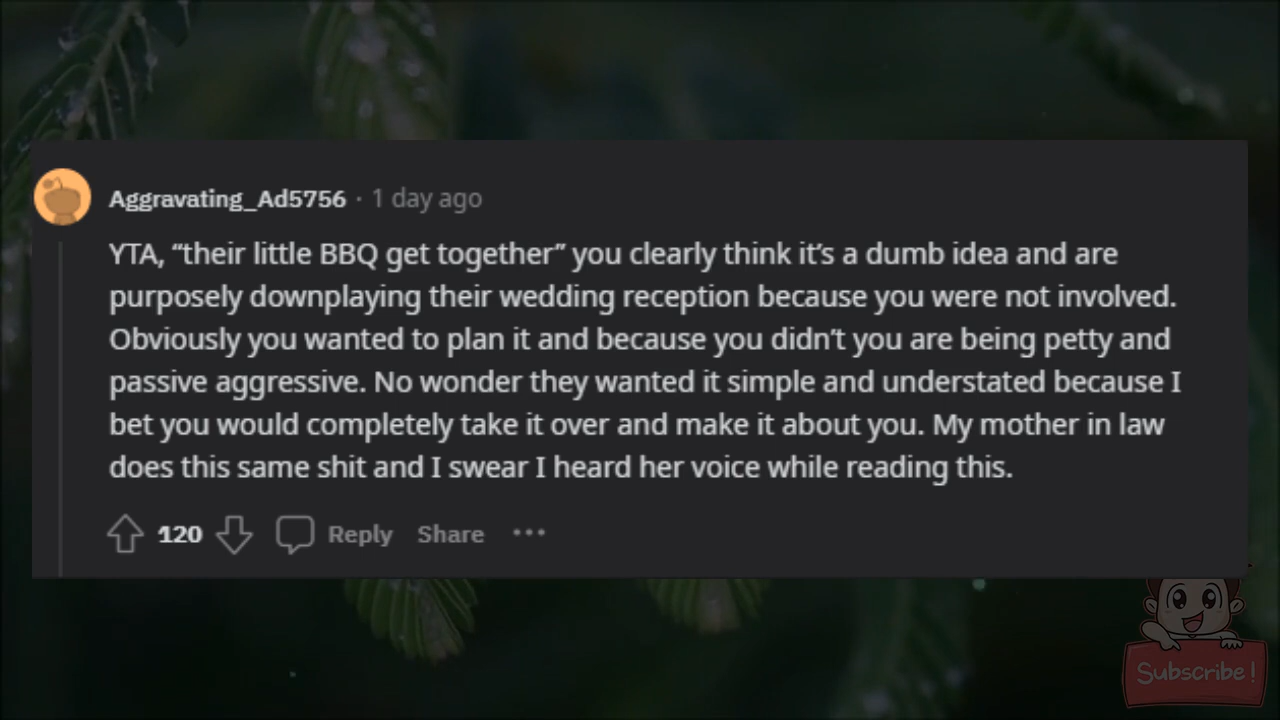 Aggravating_Ad5756 · 1 day ago
YTA, “their little BBQ get together” you clearly think it’s a dumb idea and are
purposely downplaying their wedding reception because you were not involved.
Obviously you wanted to plan it and because you didn’t you are being petty and
passive aggressive. No wonder they wanted it simple and understated because I
bet you would completely take it over and make it about you. My mother in law
does this same shit and I swear I heard her voice while reading this.
120 Reply Share ···
Subscribe!